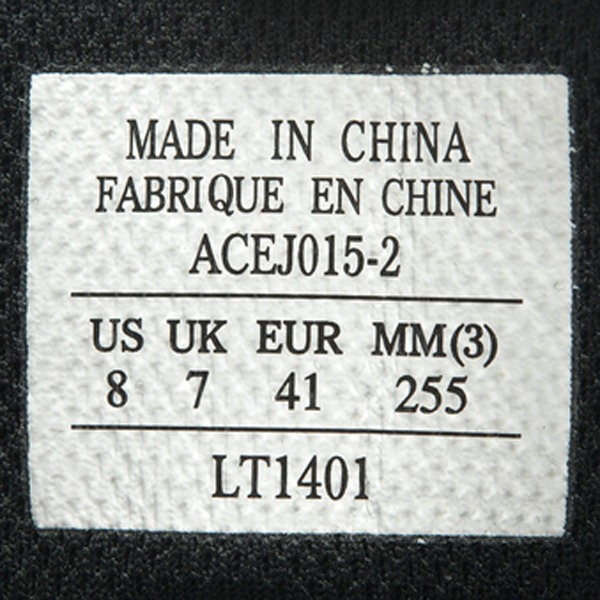 MADE IN CHINA
FABRIQUE EN CHINE
ACEJ015-2
US UK EUR MM(3)
8 7 41 255
LT1401